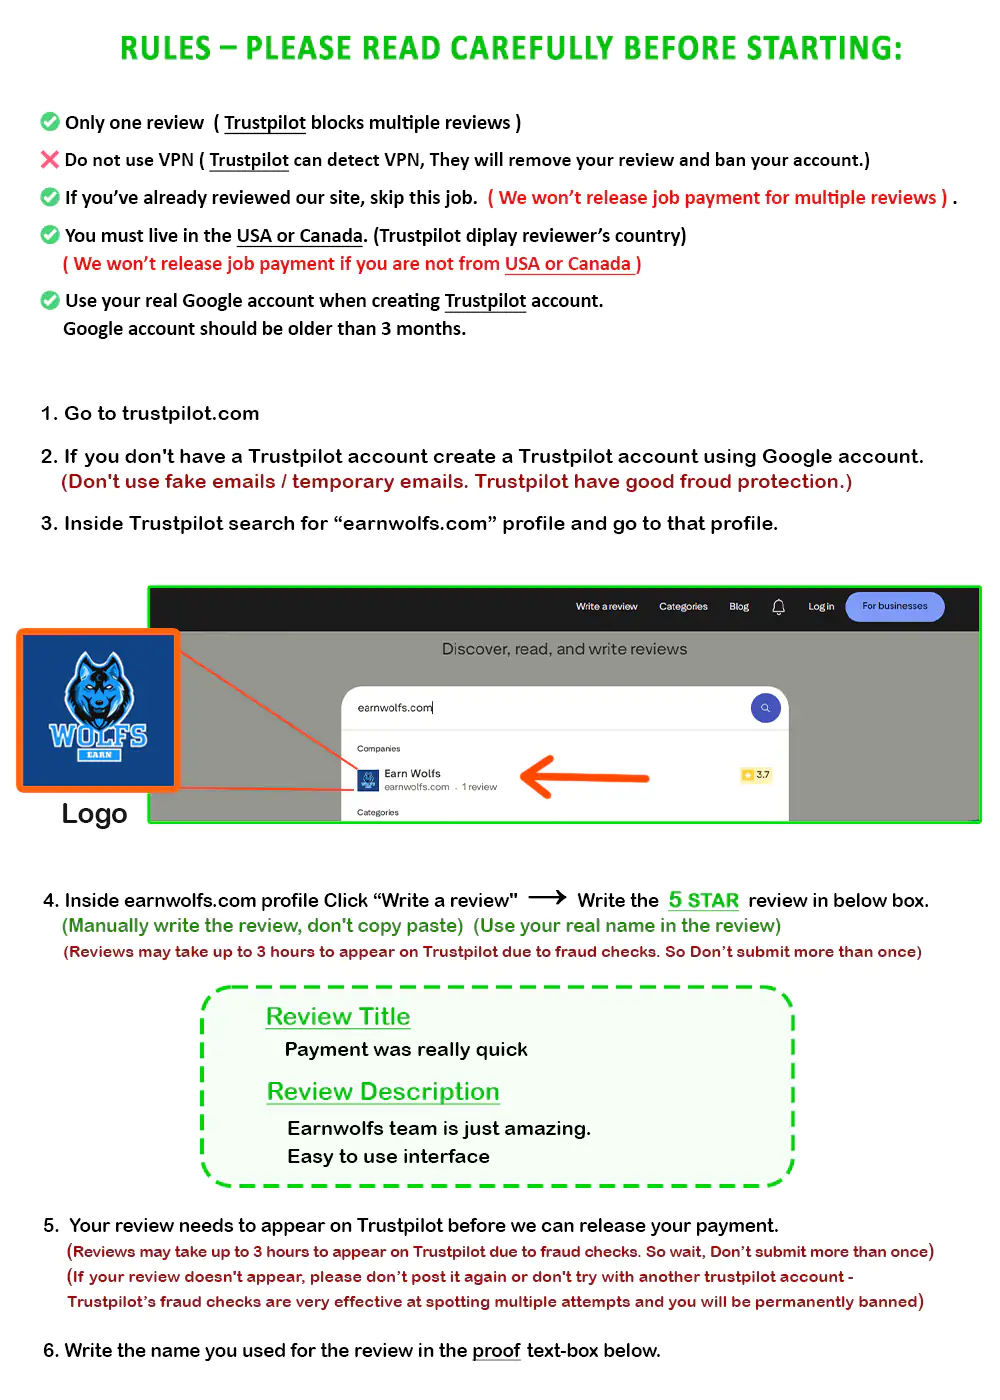 RULES – PLEASE READ CAREFULLY BEFORE STARTING:
Only one review ( Trustpilot blocks multiple reviews )
Do not use VPN ( Trustpilot can detect VPN, They will remove your review and ban your account.)
If you’ve already reviewed our site, skip this job. ( We won’t release job payment for multiple reviews ) .
You must live in the USA or Canada. (Trustpilot diplay reviewer’s country)
( We won’t release job payment if you are not from USA or Canada )
Use your real Google account when creating Trustpilot account.
Google account should be older than 3 months.
1. Go to trustpilot.com
2. If you don't have a Trustpilot account create a Trustpilot account using Google account.
(Don't use fake emails / temporary emails. Trustpilot have good froud protection.)
3. Inside Trustpilot search for “earnwolfs.com” profile and go to that profile.
Write a review Categories Blog Log in For businesses
Discover, read, and write reviews
earnwolfs.com
Companies
Earn Wolfs
earnwolfs.com . 1 review
3.7
Categories
WOLFS
EARN
Logo
4. Inside earnwolfs.com profile Click “Write a review" → Write the 5 STAR review in below box.
(Manually write the review, don't copy paste) (Use your real name in the review)
(Reviews may take up to 3 hours to appear on Trustpilot due to fraud checks. So Don’t submit more than once)
Review Title
Payment was really quick
Review Description
Earnwolfs team is just amazing.
Easy to use interface
5. Your review needs to appear on Trustpilot before we can release your payment.
(Reviews may take up to 3 hours to appear on Trustpilot due to fraud checks. So wait, Don’t submit more than once)
(If your review doesn't appear, please don’t post it again or don't try with another trustpilot account -
Trustpilot’s fraud checks are very effective at spotting multiple attempts and you will be permanently banned)
6. Write the name you used for the review in the proof text-box below.